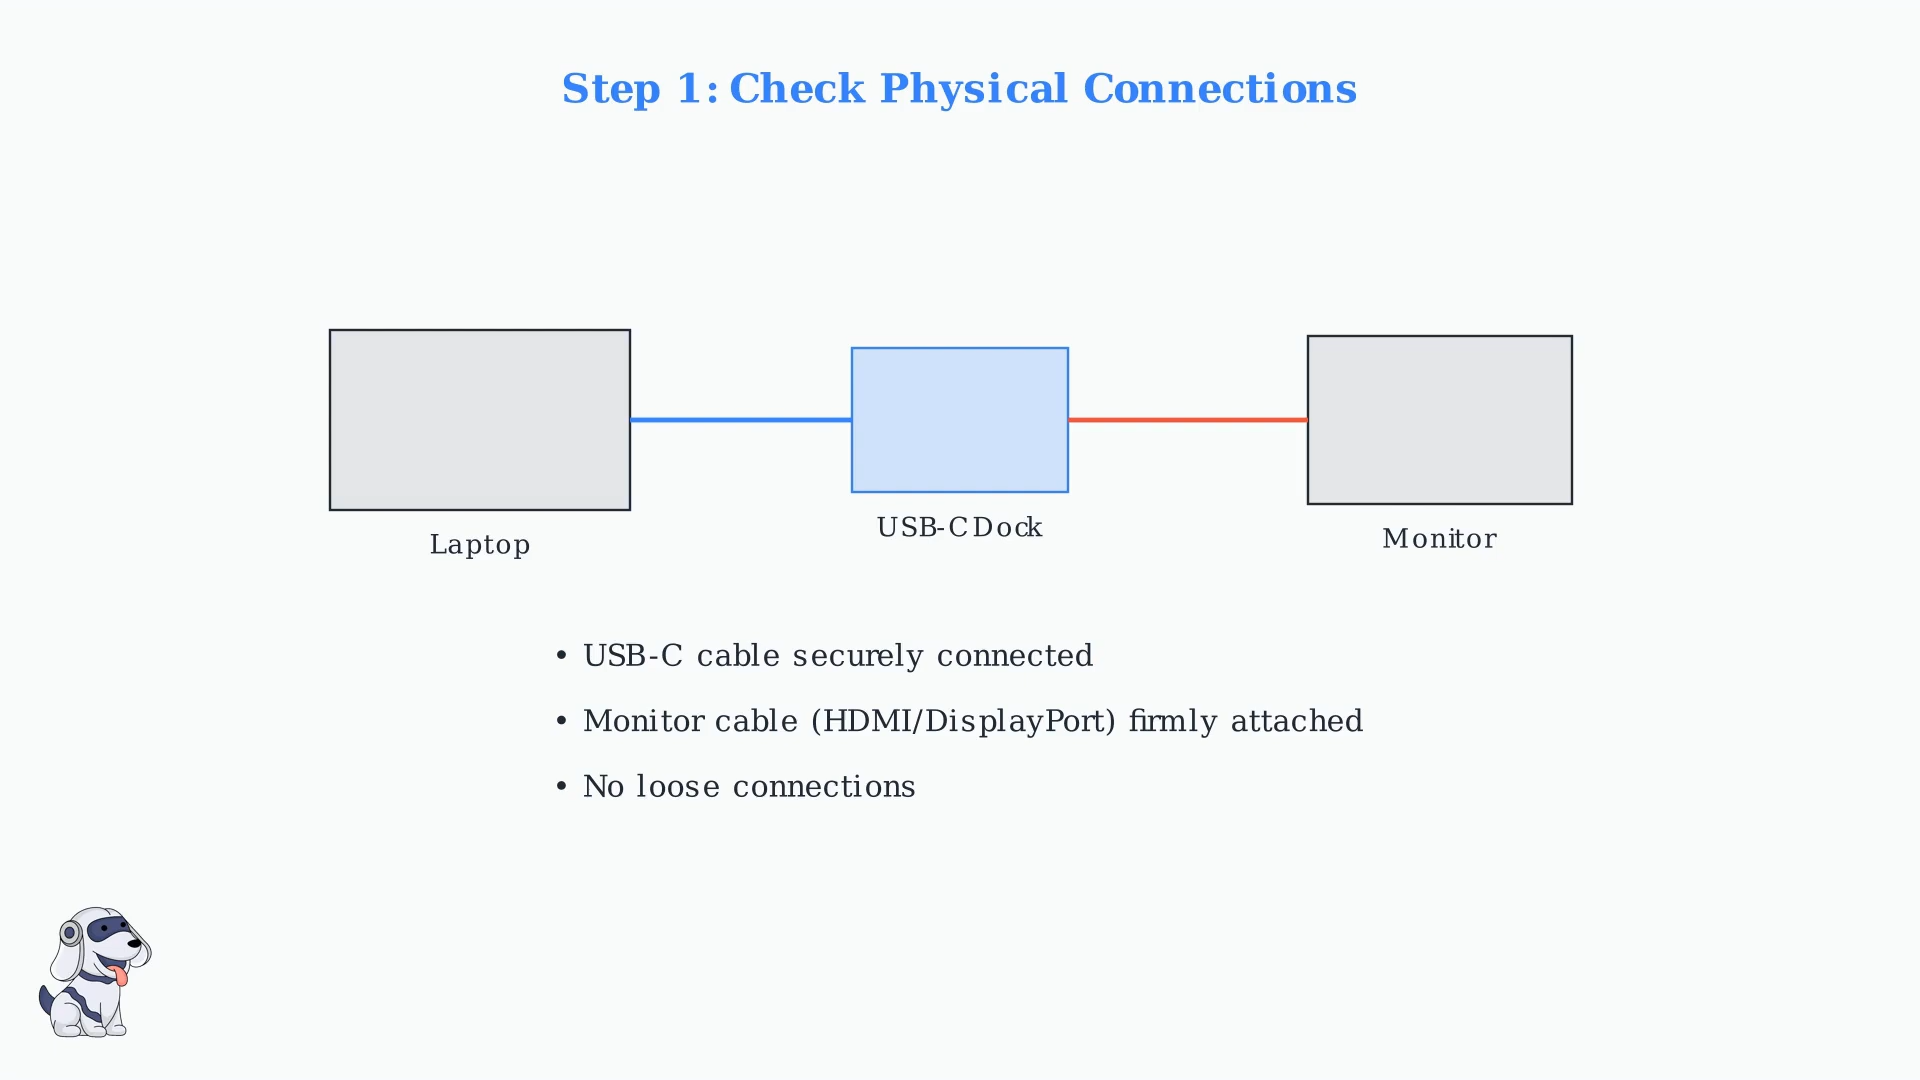 Step 1: Check Physical Connections
Laptop
USB-C Dock
Monitor
• USB-C cable securely connected
• Monitor cable (HDMI/DisplayPort) firmly attached
• No loose connections